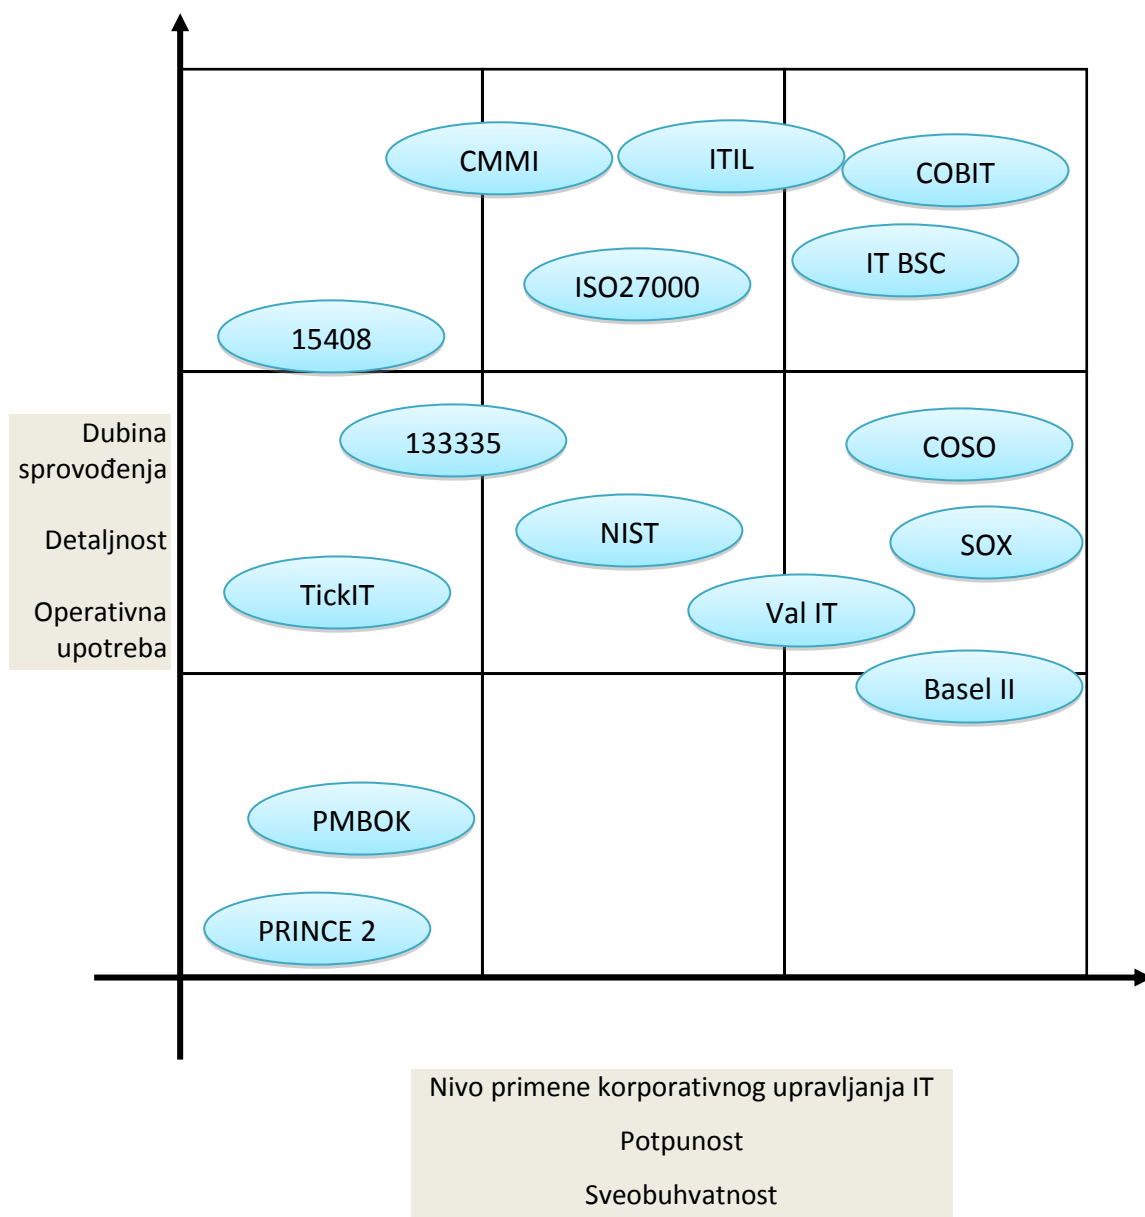 CMMI
ITIL
COBIT
IT BSC
ISO27000
15408
133335
COSO
NIST
SOX
TickIT
Val IT
Basel II
PMBOK
PRINCE 2
Dubina
sprovođenja
Detaljnost
Operativna
upotreba
Nivo primene korporativnog upravljanja IT
Potpunost
Sveobuhvatnost